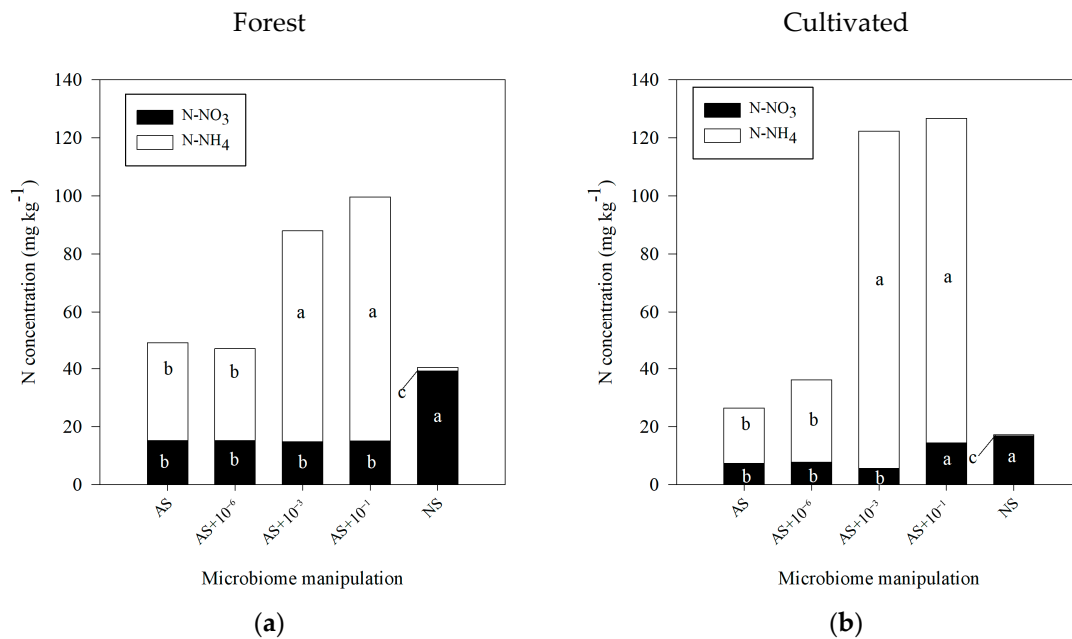 Forest
Cultivated
N concentration (mg kg⁻¹)
140
120
100
80
60
40
20
0
N-NO₃
N-NH₄
b
b
a
a
c
b
b
b
b
a
AS
AS+10⁻⁶
AS+10⁻³
AS+10⁻¹
NS
Microbiome manipulation
(a)
N concentration (mg kg⁻¹)
140
120
100
80
60
40
20
0
N-NO₃
N-NH₄
b
b
a
a
c
b
b
b
a
a
AS
AS+10⁻⁶
AS+10⁻³
AS+10⁻¹
NS
Microbiome manipulation
(b)